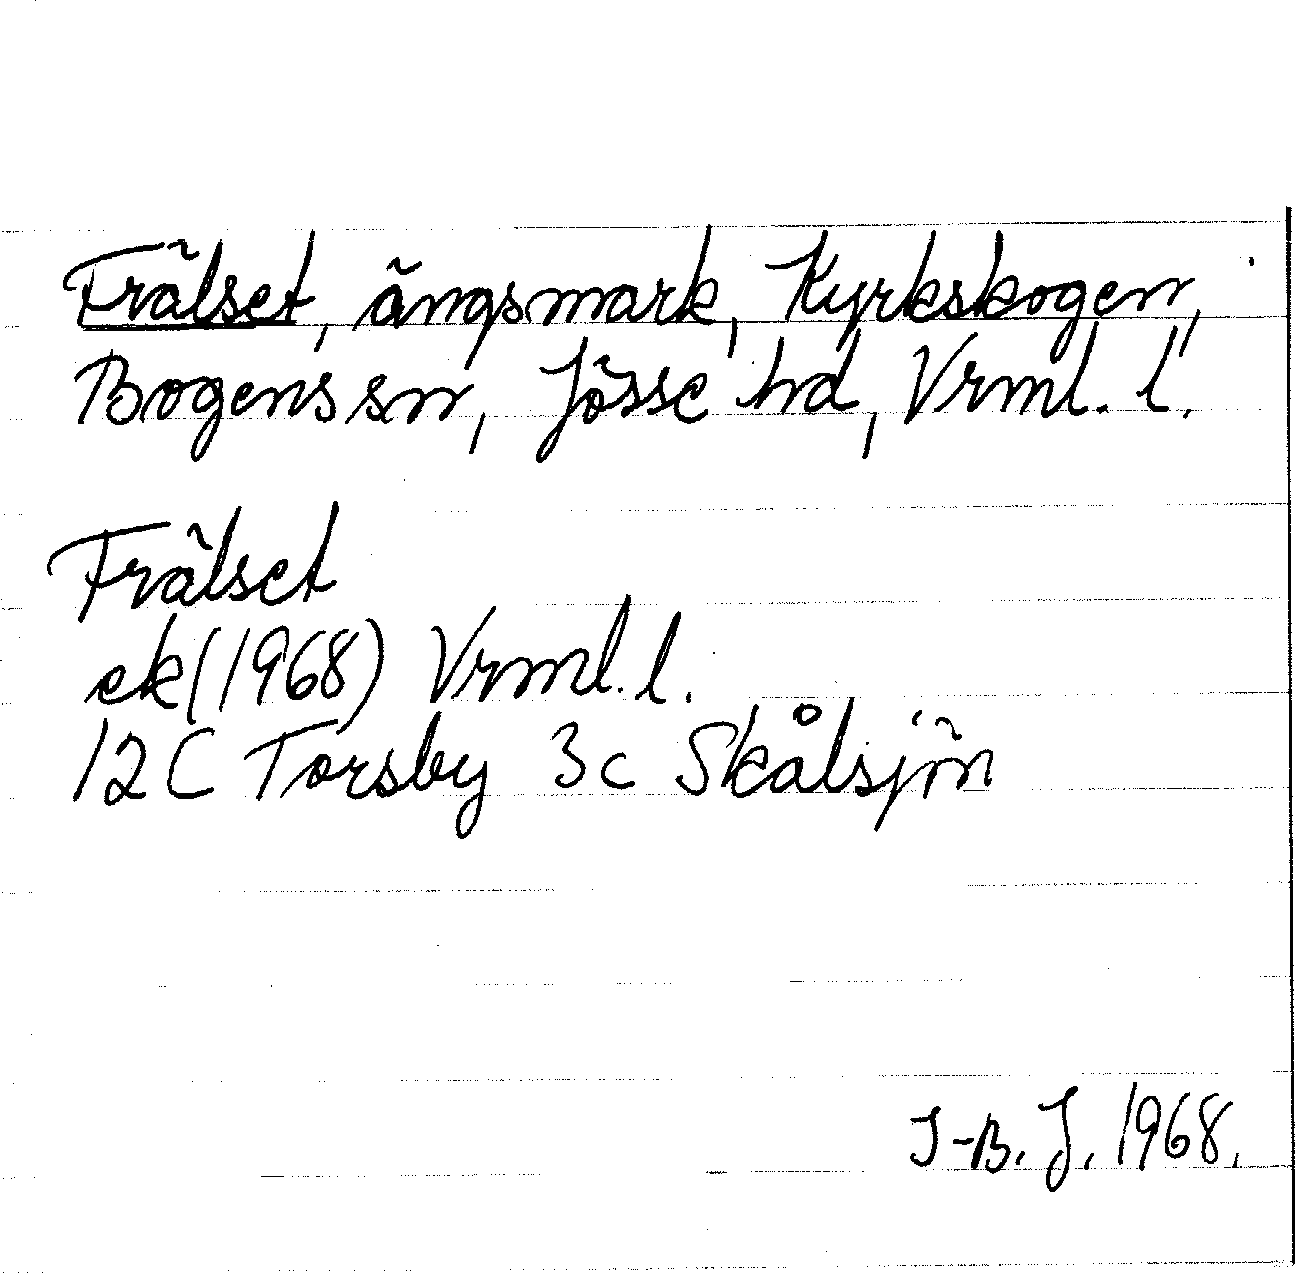 Frälset, ängsmark, Kyrkskogen,
Bogens sn, Jösse hd, Vrml. l.
Frälset
ek (1968) Vrml. l.
12C Torsby 3c Skålsjön
I-B. J. 1968.